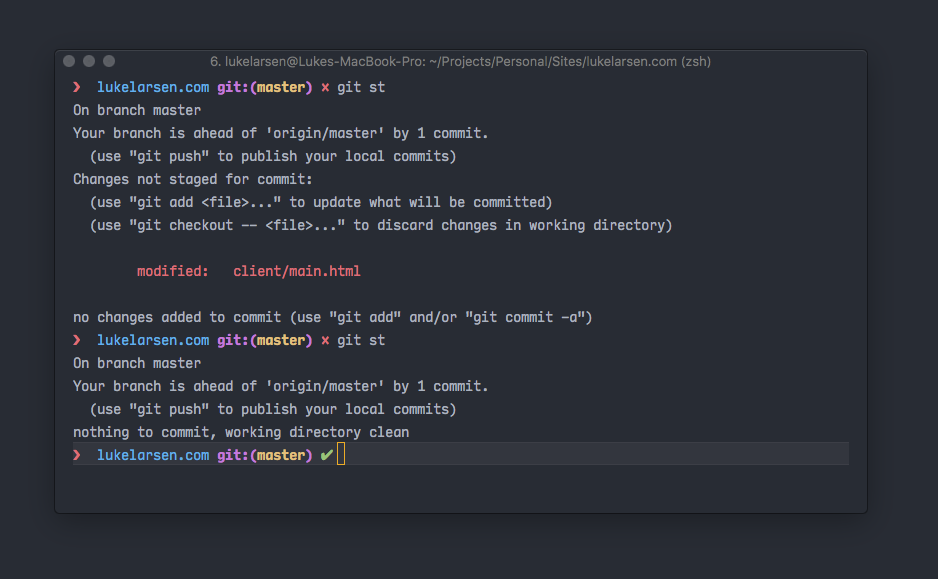 6. lukelarsen@Lukes-MacBook-Pro: ~/Projects/Personal/Sites/lukelarsen.com (zsh)
❯ lukelarsen.com git:(master) ✗ git st
On branch master
Your branch is ahead of 'origin/master' by 1 commit.
  (use "git push" to publish your local commits)
Changes not staged for commit:
  (use "git add <file>..." to update what will be committed)
  (use "git checkout -- <file>..." to discard changes in working directory)
modified:   client/main.html
no changes added to commit (use "git add" and/or "git commit -a")
❯ lukelarsen.com git:(master) ✗ git st
On branch master
Your branch is ahead of 'origin/master' by 1 commit.
  (use "git push" to publish your local commits)
nothing to commit, working directory clean
❯ lukelarsen.com git:(master) ✔